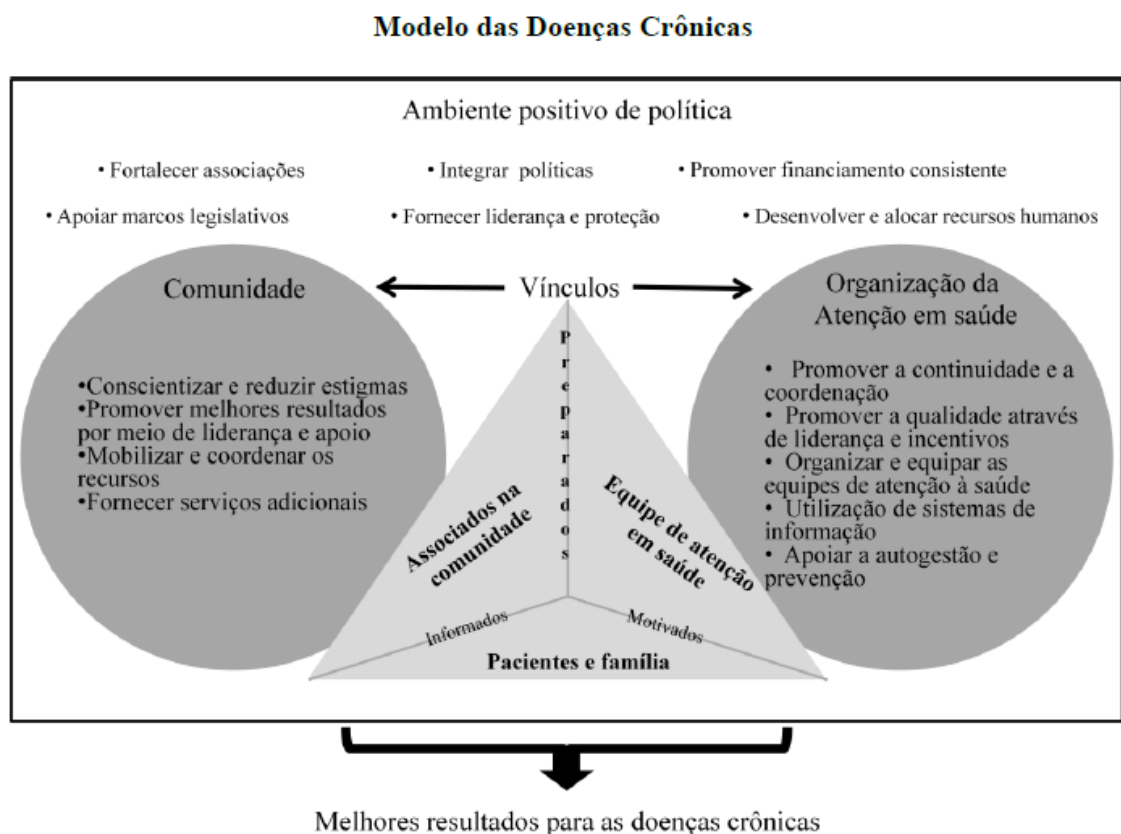 Modelo das Doenças Crônicas
Ambiente positivo de política
• Fortalecer associações
• Integrar políticas
• Promover financiamento consistente
• Apoiar marcos legislativos
• Fornecer liderança e proteção
• Desenvolver e alocar recursos humanos
Comunidade
•Conscientizar e reduzir estigmas
•Promover melhores resultados
por meio de liderança e apoio
•Mobilizar e coordenar os
recursos
•Fornecer serviços adicionais
Vínculos
Preparados
Associados na
comunidade
Equipe de atenção
em saúde
Informados
Motivados
Pacientes e família
Organização da
Atenção em saúde
• Promover a continuidade e a
coordenação
• Promover a qualidade através
de liderança e incentivos
• Organizar e equipar as
equipes de atenção à saúde
• Utilização de sistemas de
informação
• Apoiar a autogestão e
prevenção
Melhores resultados para as doenças crônicas